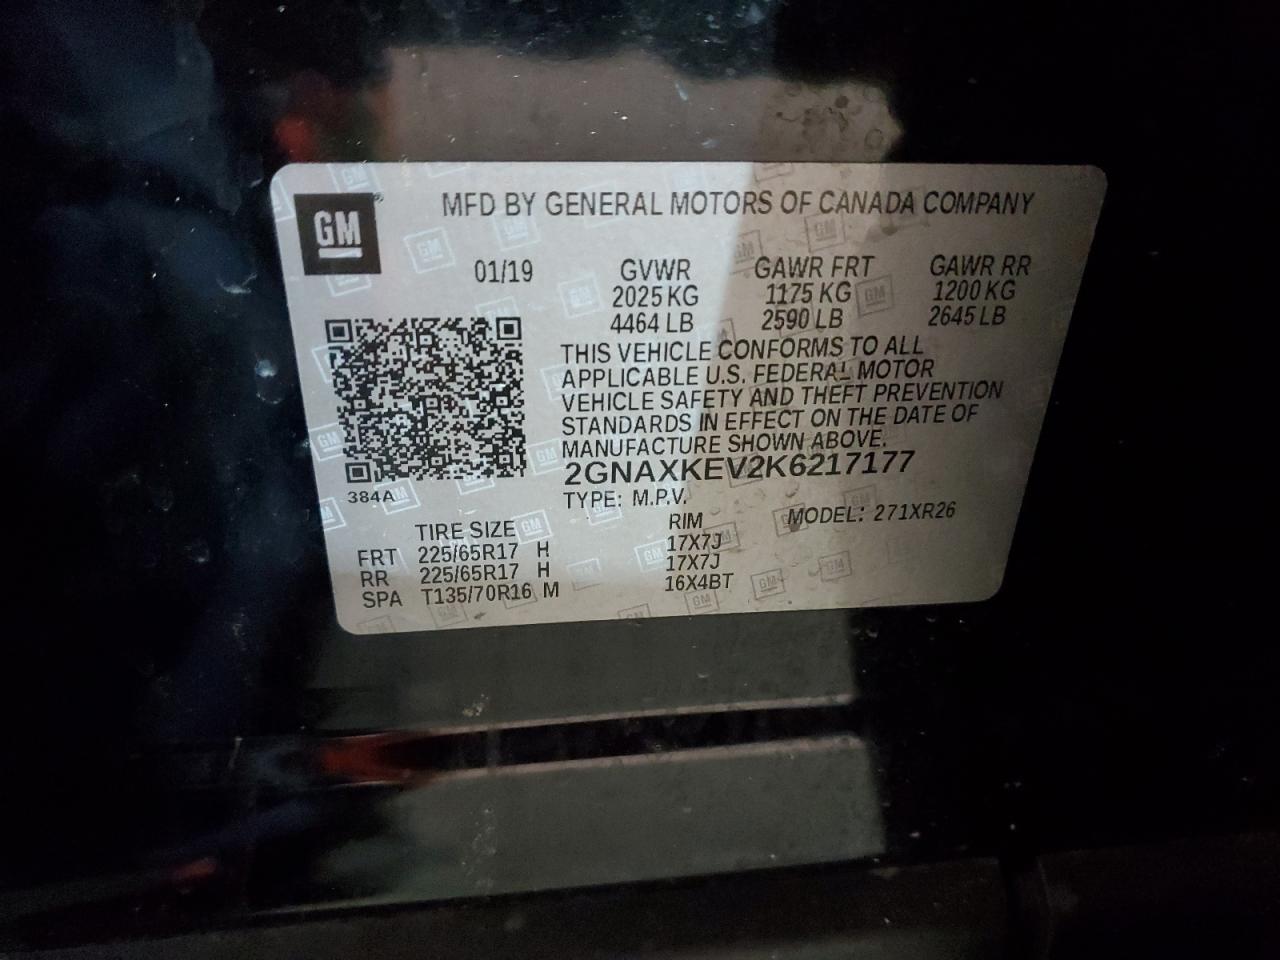 GM
MFD BY GENERAL MOTORS OF CANADA COMPANY
01/19 GVWR GAWR FRT GAWR RR
2025 KG 1175 KG 1200 KG
4464 LB 2590 LB 2645 LB
THIS VEHICLE CONFORMS TO ALL
APPLICABLE U.S. FEDERAL MOTOR
VEHICLE SAFETY AND THEFT PREVENTION
STANDARDS IN EFFECT ON THE DATE OF
MANUFACTURE SHOWN ABOVE.
2GNAXKEV2K6217177
384A TYPE: M.P.V. MODEL: 271XR26
TIRE SIZE RIM
FRT 225/65R17 H 17X7J
RR 225/65R17 H 17X7J
SPA T135/70R16 M 16X4BT